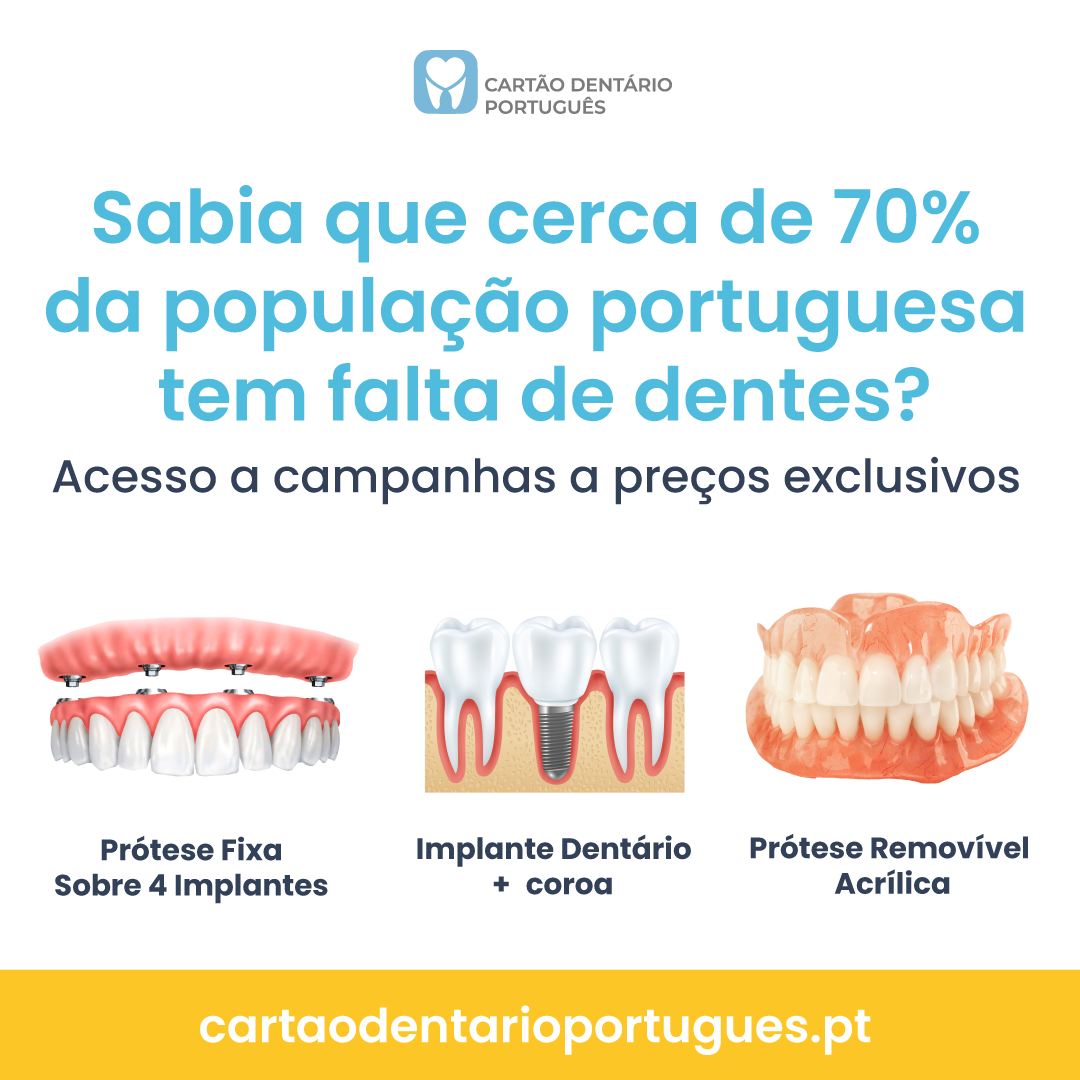 CARTÃO DENTÁRIO
PORTUGUÊS
Sabia que cerca de 70%
da população portuguesa
tem falta de dentes?
Acesso a campanhas a preços exclusivos
Prótese Fixa
Sobre 4 Implantes
Implante Dentário
+ coroa
Prótese Removível
Acrílica
cartaodentarioportugues.pt